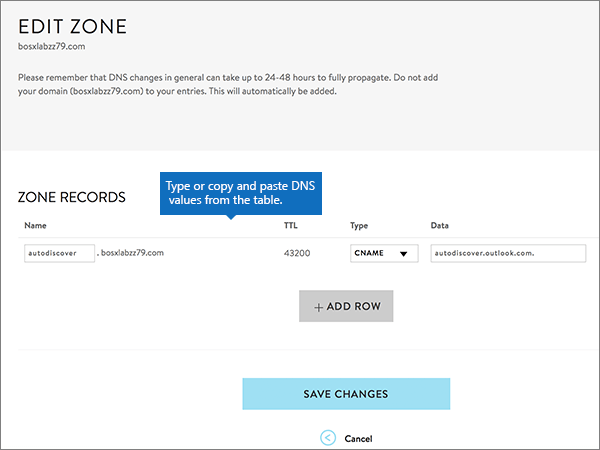 EDIT ZONE
bosxlabzz79.com
Please remember that DNS changes in general can take up to 24-48 hours to fully propagate. Do not add
your domain (bosxlabzz79.com) to your entries. This will automatically be added.
Type or copy and paste DNS
values from the table.
ZONE RECORDS
Name TTL Type Data
autodiscover . bosxlabzz79.com 43200 CNAME autodiscover.outlook.com.
+ ADD ROW
SAVE CHANGES
Cancel